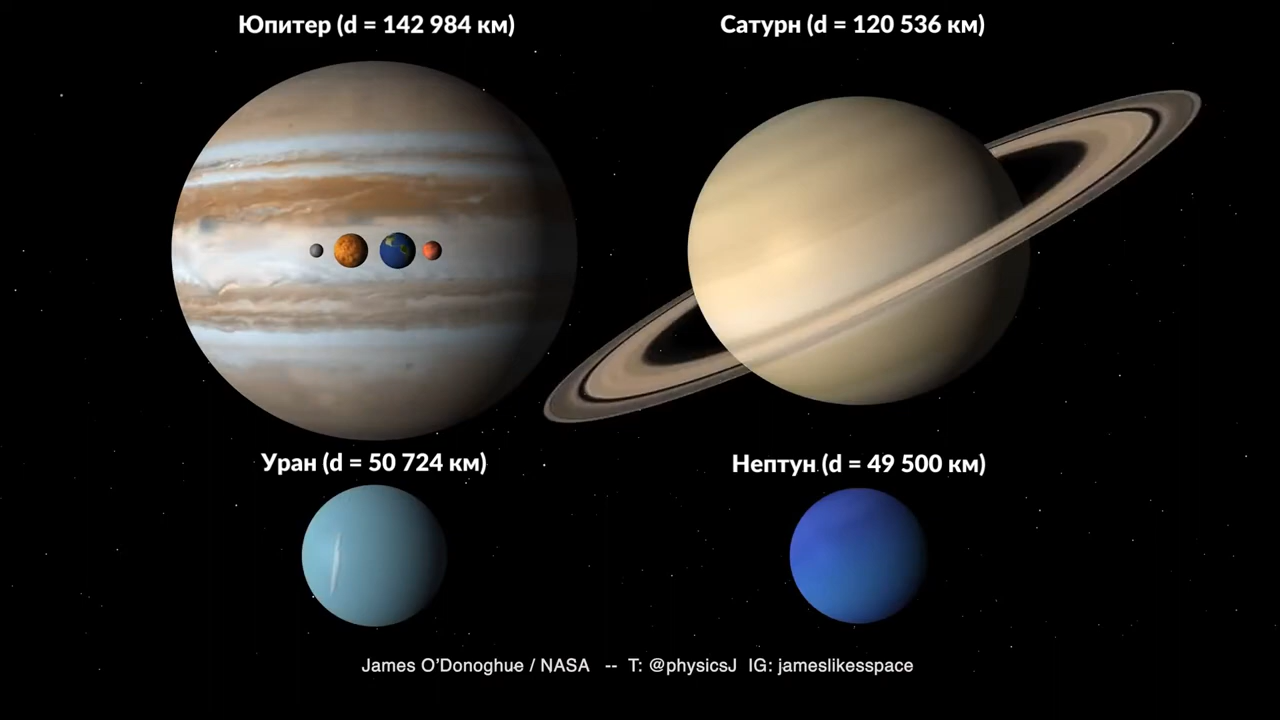 Юпитер (d = 142 984 км)
Сатурн (d = 120 536 км)
Уран (d = 50 724 км)
Нептун (d = 49 500 км)
James O’Donoghue / NASA -- T: @physicsJ IG: jameslikesspace